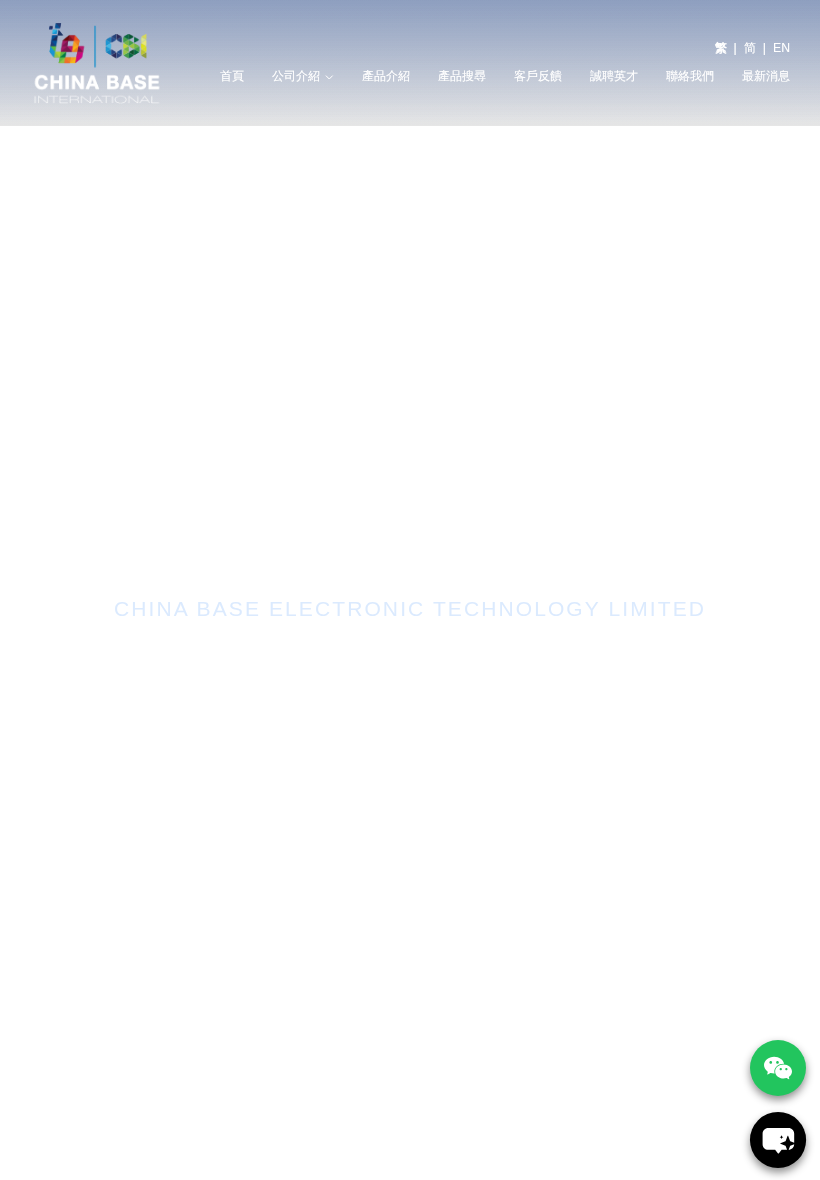 CSI
CHINA BASE
INTERNATIONAL
繁 | 简 | EN
首頁 公司介紹 產品介紹 產品搜尋 客戶反饋 誠聘英才 聯絡我們 最新消息
CHINA BASE ELECTRONIC TECHNOLOGY LIMITED